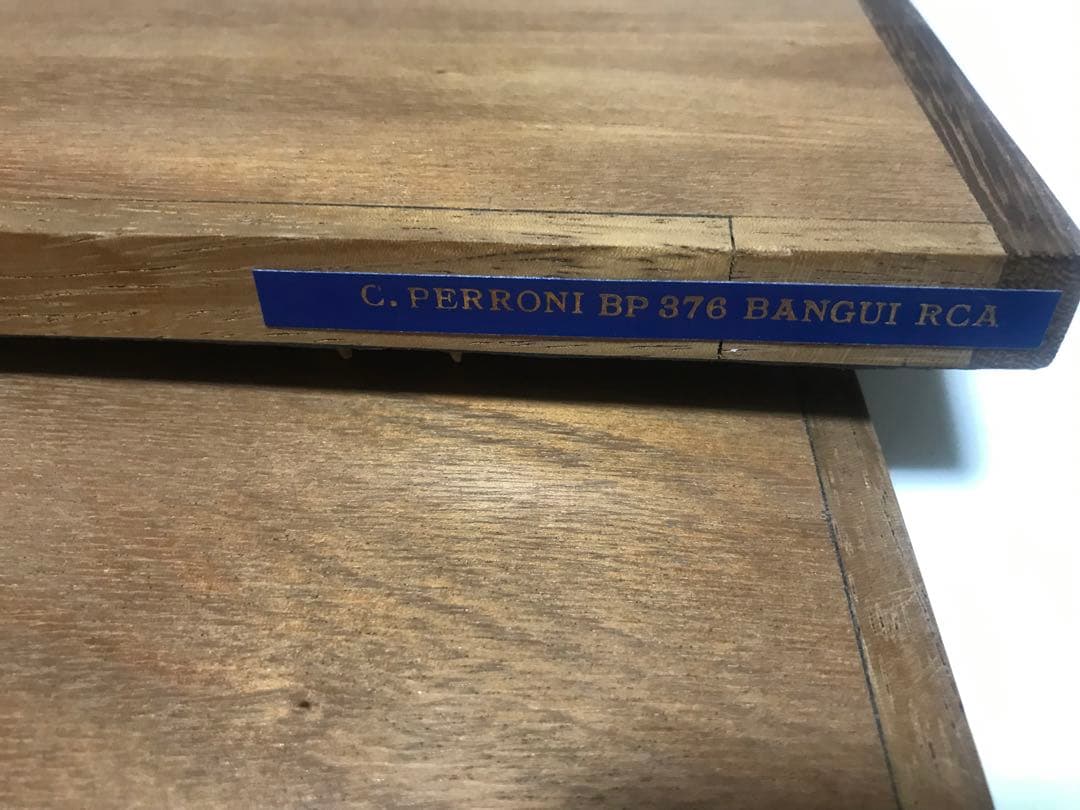 C. PERRONI BP 376 BANGUI RCA